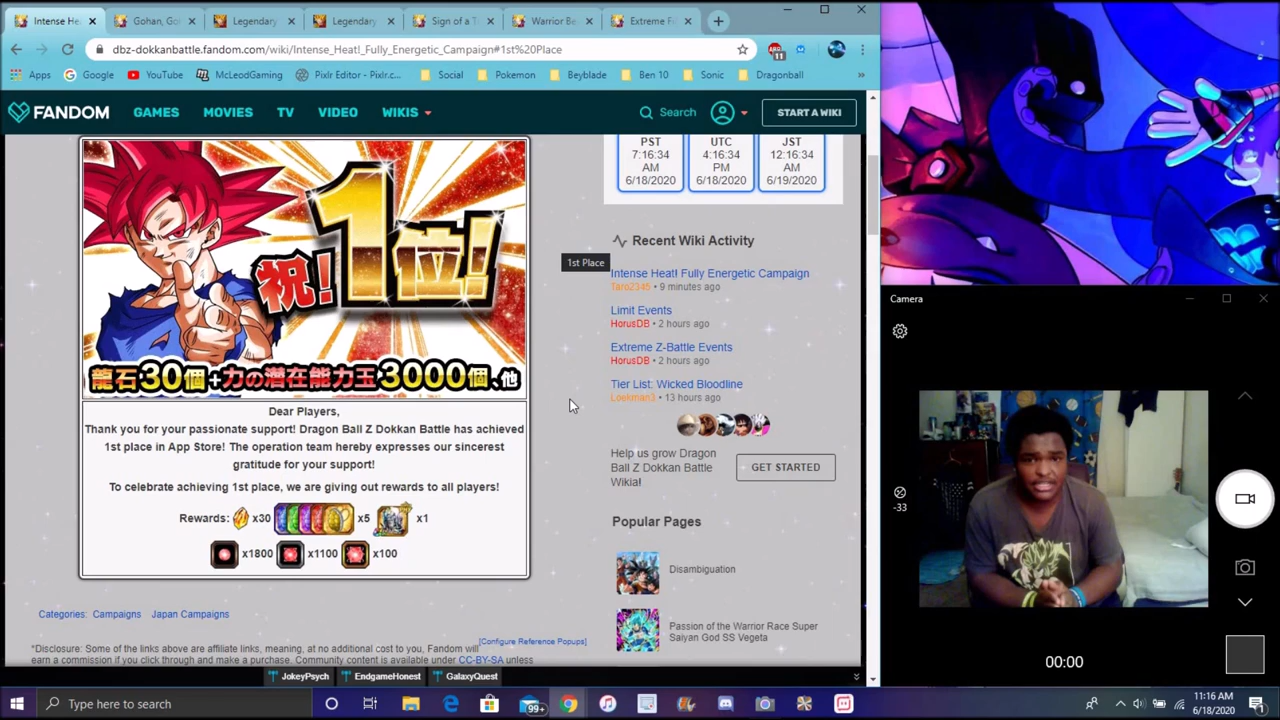 Intense He
Gohan, Go
Legendary
Legendary
Sign of a T
Warrior Be
Extreme F
dbz-dokkanbattle.fandom.com/wiki/Intense_Heat!_Fully_Energetic_Campaign#1st%20Place
ABP
11
Apps
Google
YouTube
McLeodGaming
Pixlr Editor - Pixlr.c...
Social
Pokemon
Beyblade
Ben 10
Sonic
Dragonball
»
FANDOM
GAMES
MOVIES
TV
VIDEO
WIKIS
Search
START A WIKI
祝!1位!
龍石30個+力の潜在能力玉3000個、他
Dear Players,
Thank you for your passionate support! Dragon Ball Z Dokkan Battle has achieved
1st place in App Store! The operation team hereby expresses our sincerest
gratitude for your support!
To celebrate achieving 1st place, we are giving out rewards to all players!
Rewards: x30 x5 x1
x1800 x1100 x100
Categories: Campaigns Japan Campaigns
[Configure Reference Popups]
*Disclosure: Some of the links above are affiliate links, meaning, at no additional cost to you, Fandom will
earn a commission if you click through and make a purchase. Community content is available under CC-BY-SA unless
PST
7:16:34
AM
6/18/2020
UTC
4:16:34
PM
6/18/2020
JST
12:16:34
AM
6/19/2020
Recent Wiki Activity
1st Place
Intense Heat! Fully Energetic Campaign
Taro2345 • 9 minutes ago
Limit Events
HorusDB • 2 hours ago
Extreme Z-Battle Events
HorusDB • 2 hours ago
Tier List: Wicked Bloodline
Loekman3 • 13 hours ago
Help us grow Dragon
Ball Z Dokkan Battle
Wikia!
GET STARTED
Popular Pages
Disambiguation
Passion of the Warrior Race Super
Saiyan God SS Vegeta
JokeyPsych
EndgameHonest
GalaxyQuest
Camera
-33
00:00
Type here to search
99+
11:16 AM
6/18/2020
1